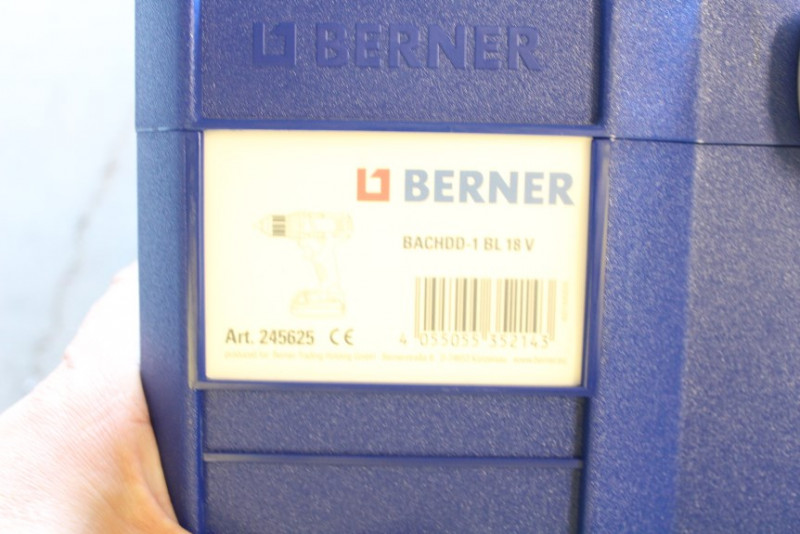 BERNER
BERNER
BACHDD-1 BL 18 V
Art. 245625 CE
4 055055 352143